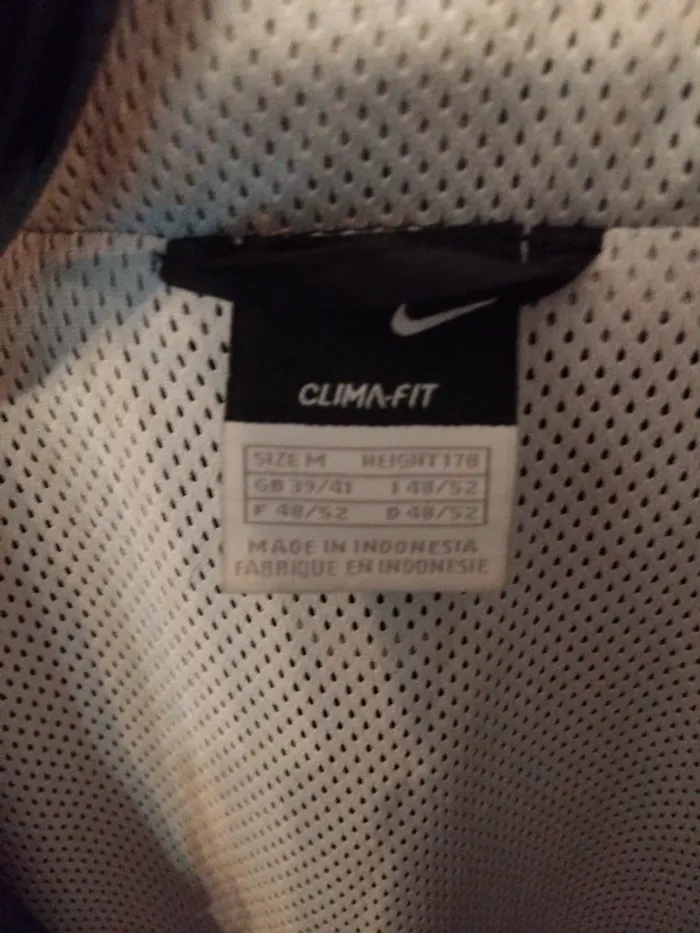 CLIMA-FIT
SIZE M HEIGHT 178
GB 39/41 I 48/52
F 48/52 D 48/52
MADE IN INDONESIA
FABRIQUE EN INDONESIE